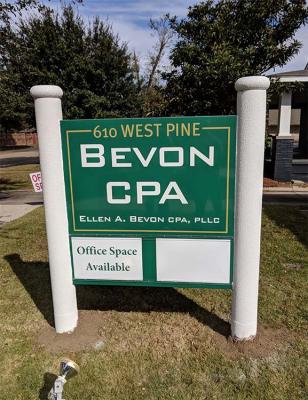 610 WEST PINE
BEVON
CPA
ELLEN A. BEVON CPA, PLLC
Office Space
Available